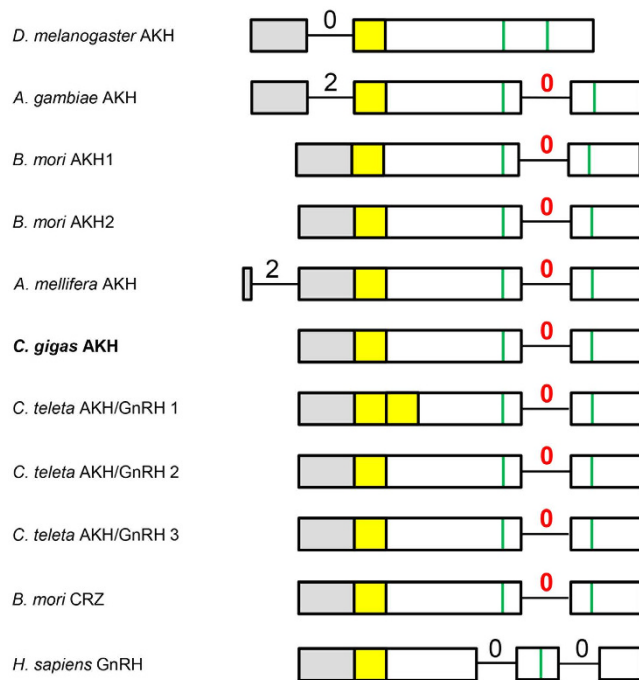 0
D. melanogaster AKH
2 0
A. gambiae AKH
0
B. mori AKH1
0
B. mori AKH2
2 0
A. mellifera AKH
0
C. gigas AKH
0
C. teleta AKH/GnRH 1
0
C. teleta AKH/GnRH 2
0
C. teleta AKH/GnRH 3
0
B. mori CRZ
0 0
H. sapiens GnRH